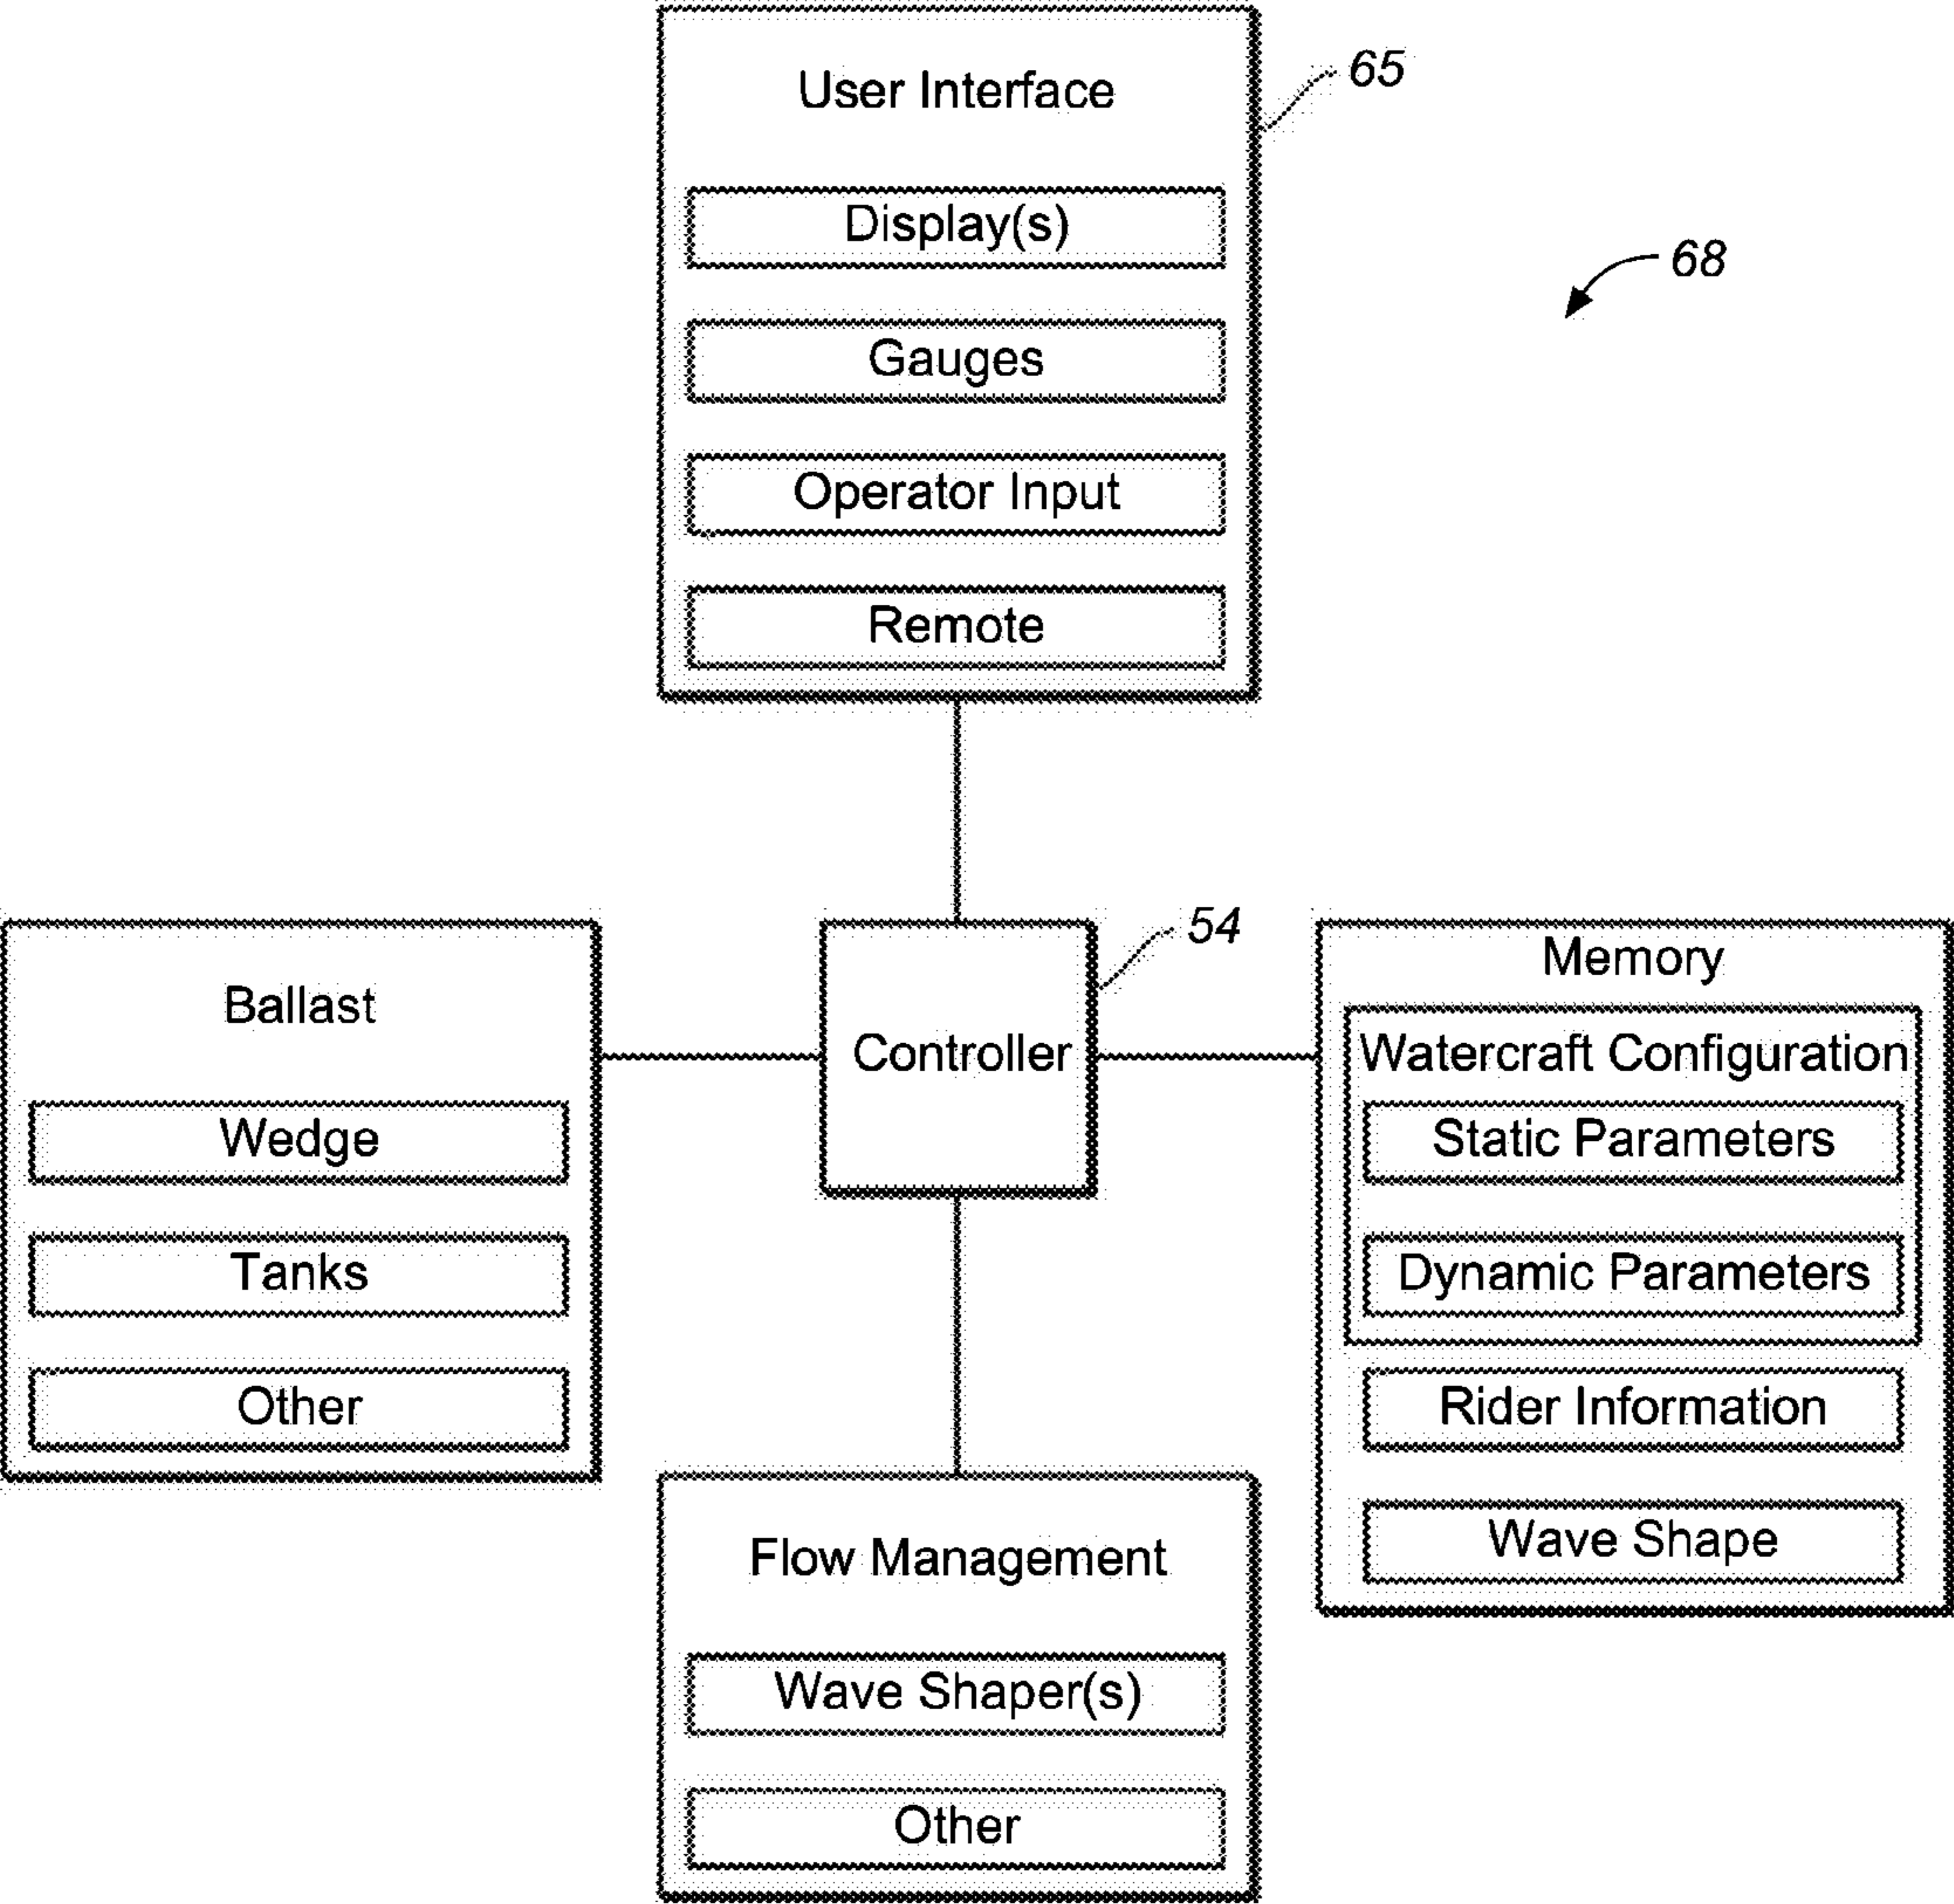 User Interface
65
Display(s)
68
Gauges
Operator Input
Remote
Ballast
Wedge
Tanks
Other
54
Controller
Memory
Watercraft Configuration
Static Parameters
Dynamic Parameters
Rider Information
Wave Shape
Flow Management
Wave Shaper(s)
Other